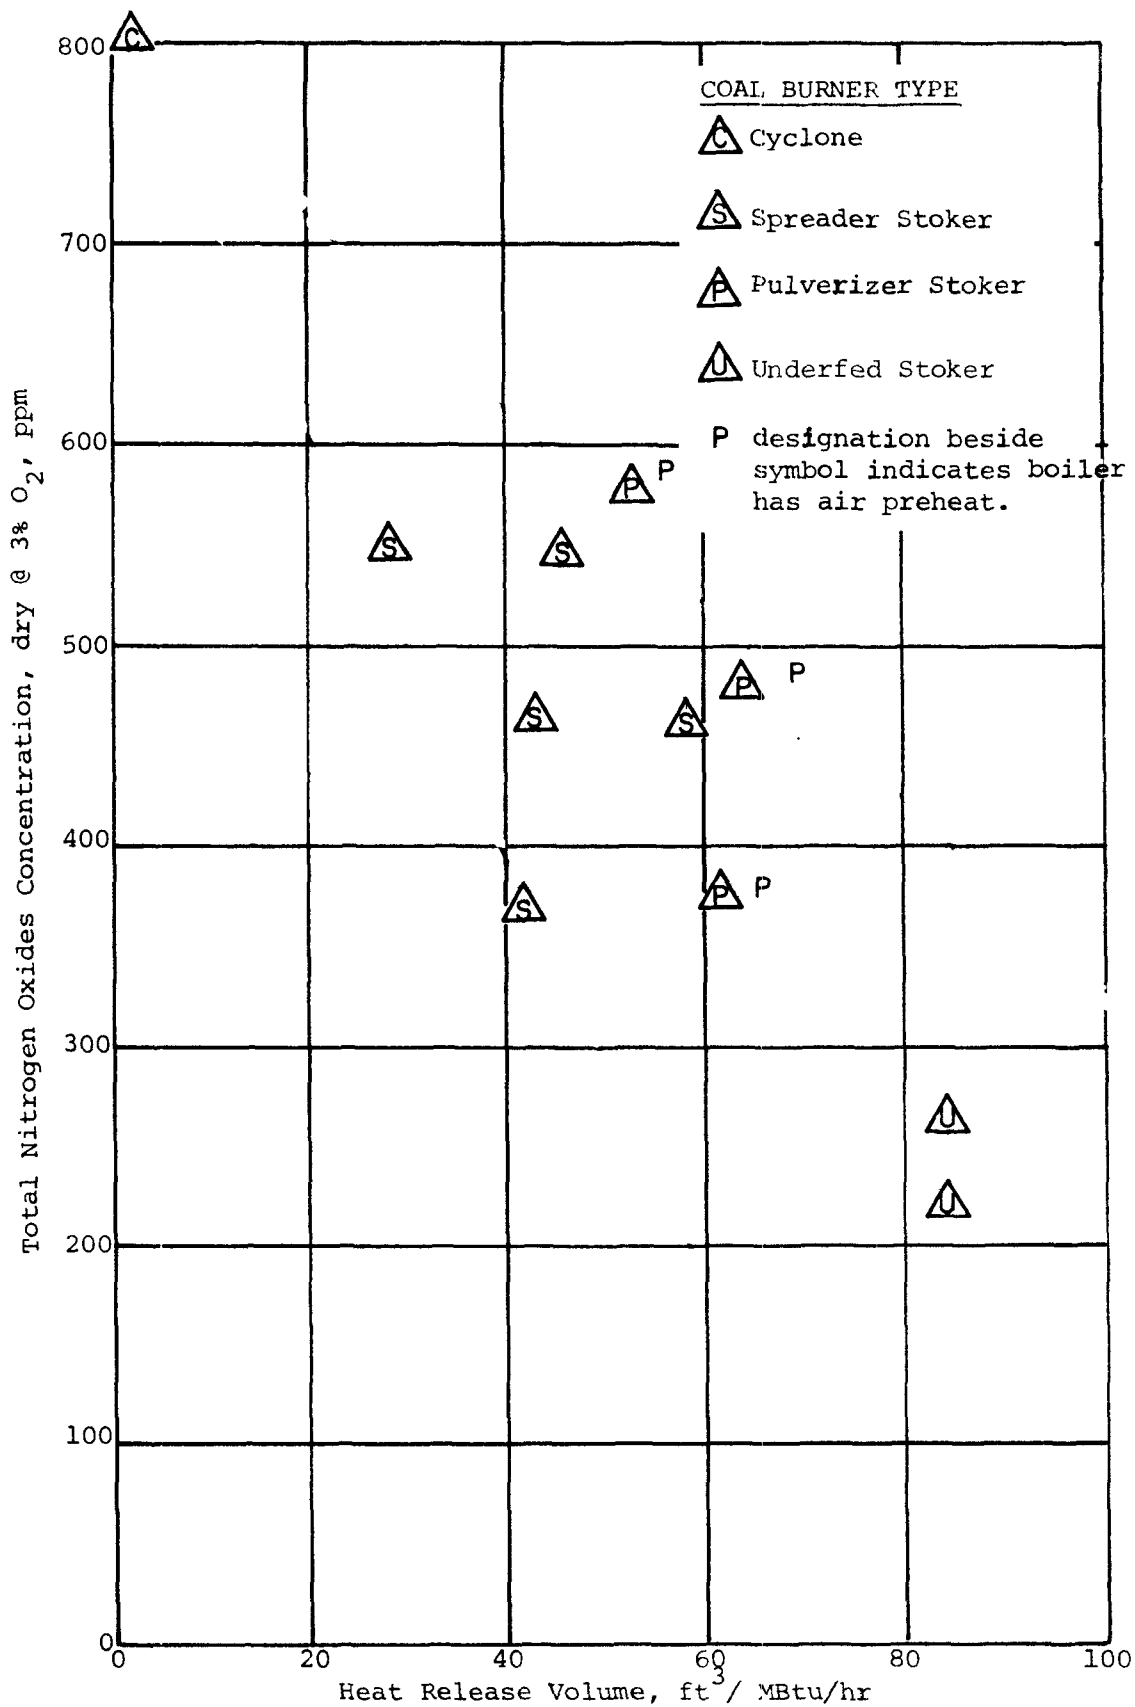 800
700
600
500
400
300
200
100
0
0 20 40 60 80 100
Total Nitrogen Oxides Concentration, dry @ 3% O2, ppm
Heat Release Volume, ft3/ MBtu/hr
COAL BURNER TYPE
C Cyclone
S Spreader Stoker
P Pulverizer Stoker
U Underfed Stoker
P designation beside
symbol indicates boiler
has air preheat.
C
P P
S
S
P P
S
S
P P
S
U
U